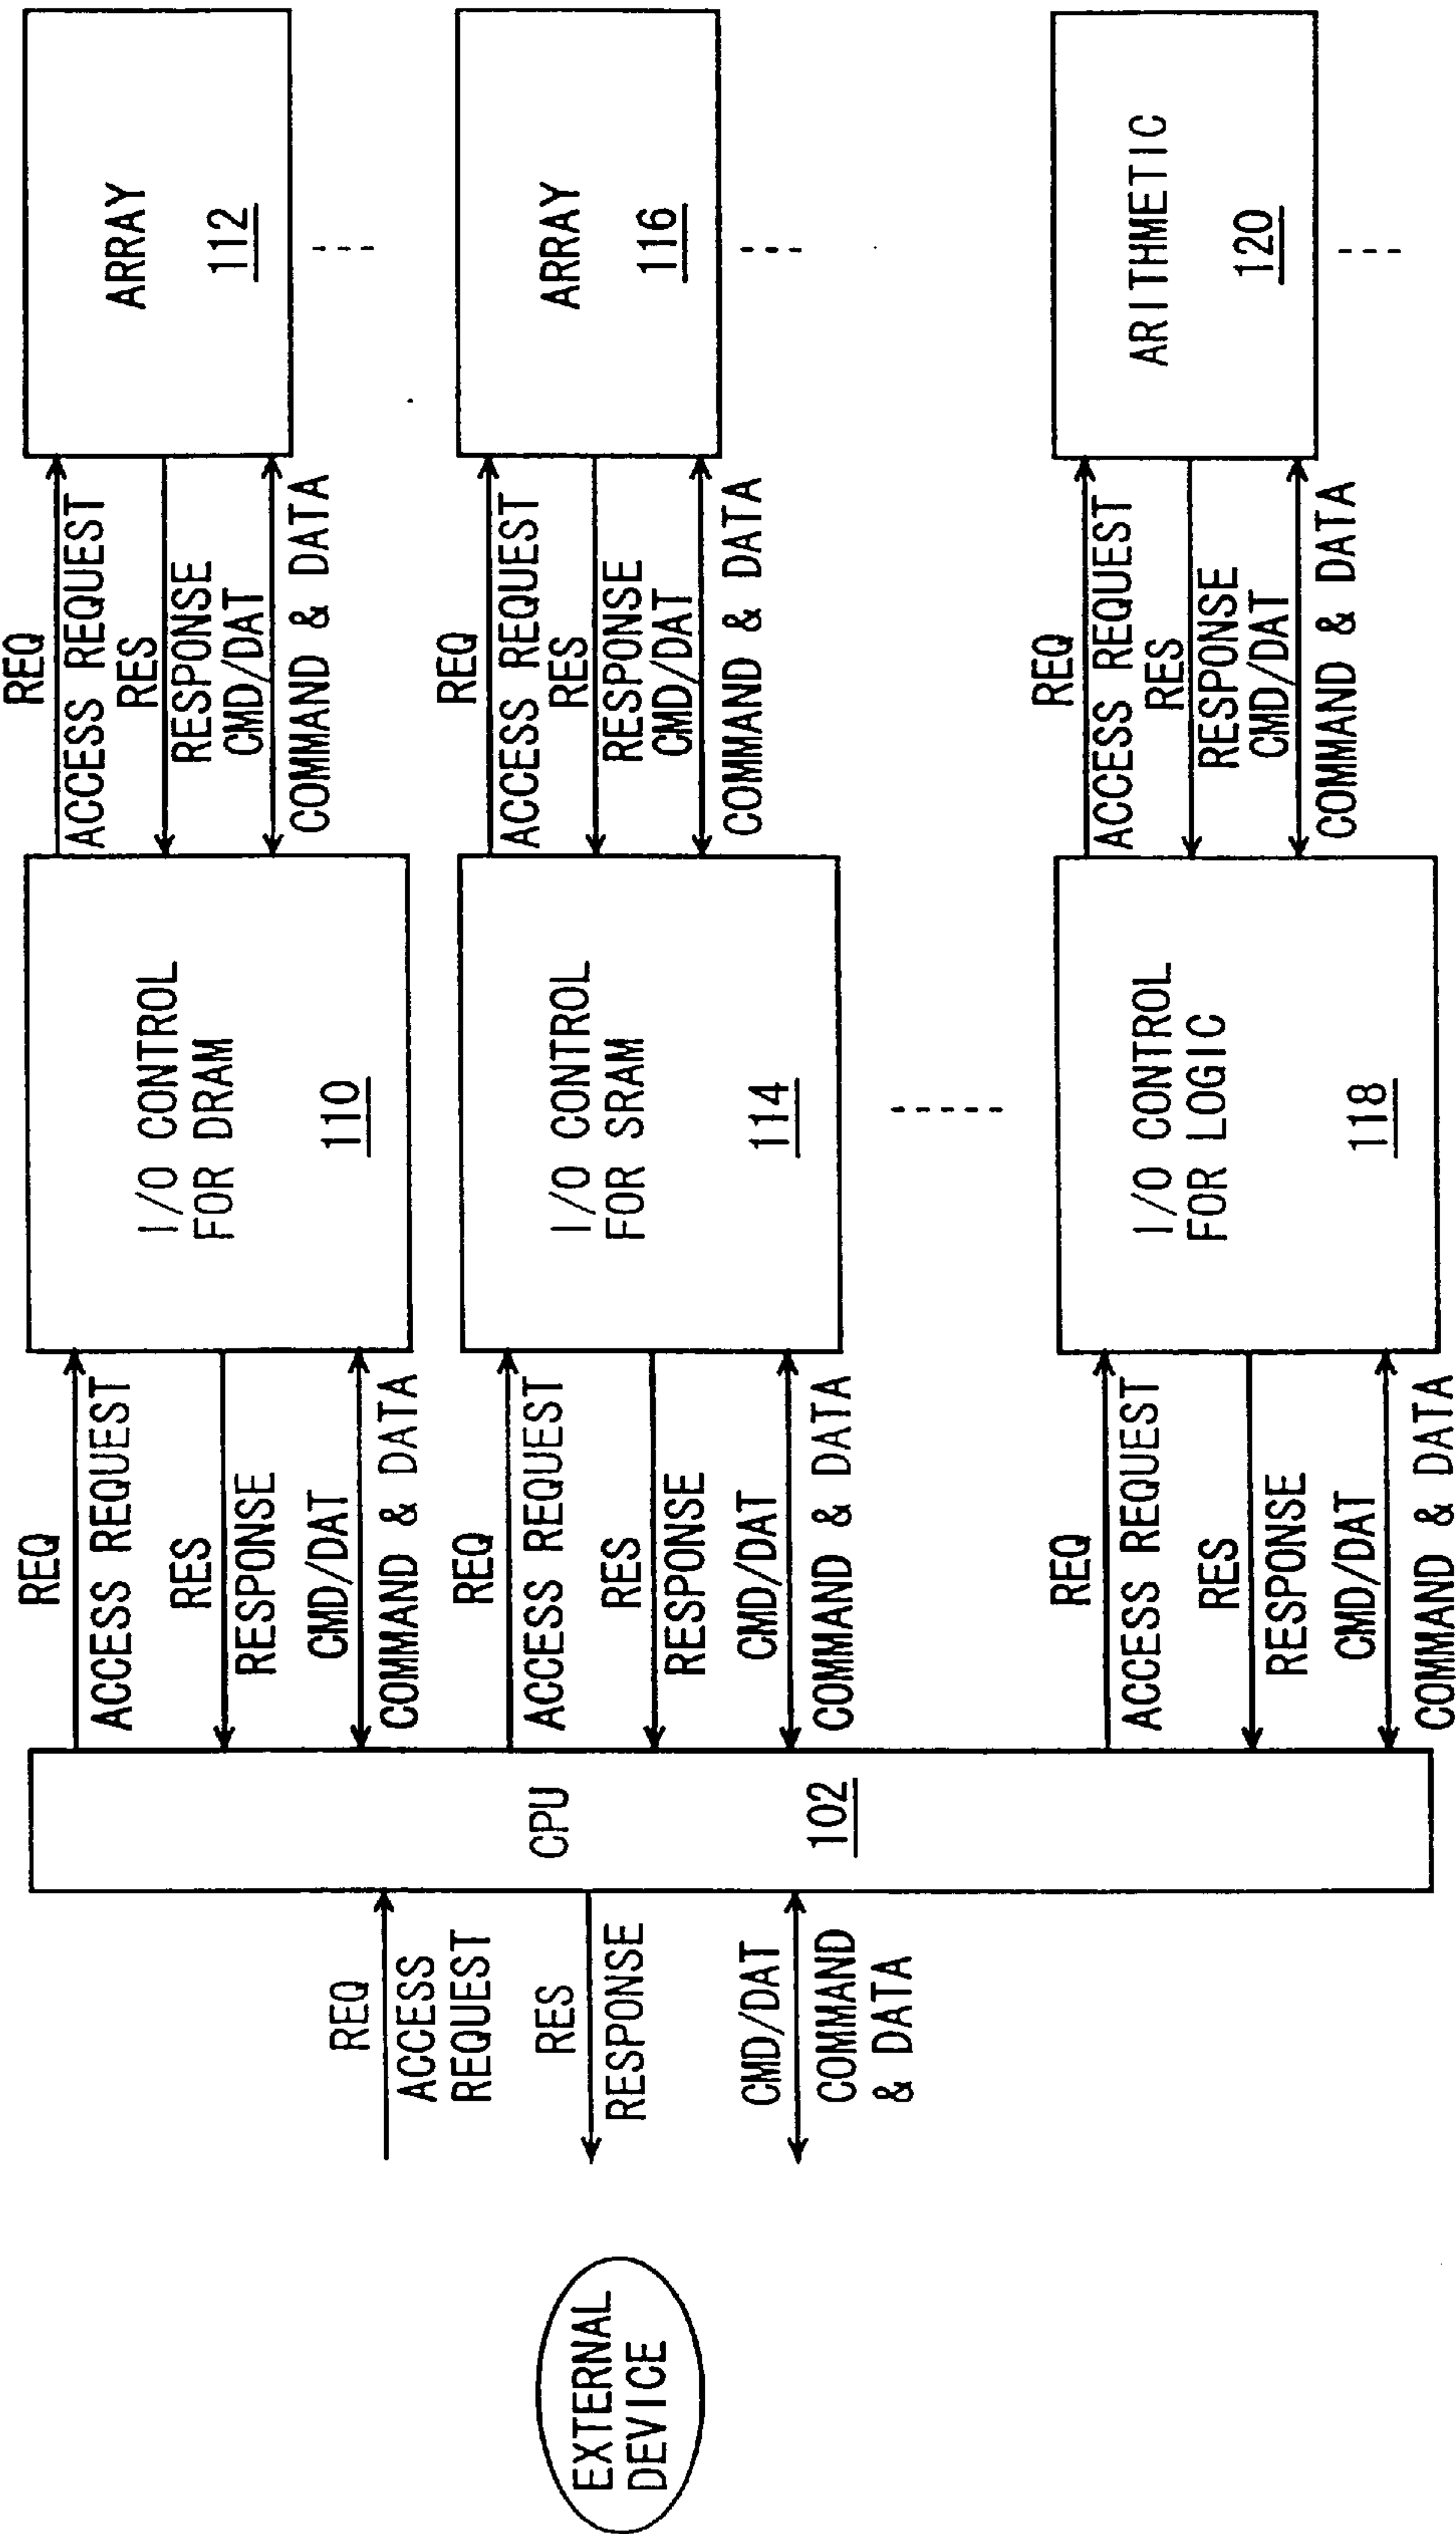 EXTERNAL
DEVICE
REQ
ACCESS
REQUEST
RES
RESPONSE
CMD/DAT
COMMAND
& DATA
CPU
102
REQ
ACCESS REQUEST
RES
RESPONSE
CMD/DAT
COMMAND & DATA
I/O CONTROL
FOR DRAM
110
REQ
ACCESS REQUEST
RES
RESPONSE
CMD/DAT
COMMAND & DATA
ARRAY
112
REQ
ACCESS REQUEST
RES
RESPONSE
CMD/DAT
COMMAND & DATA
I/O CONTROL
FOR SRAM
114
REQ
ACCESS REQUEST
RES
RESPONSE
CMD/DAT
COMMAND & DATA
ARRAY
116
REQ
ACCESS REQUEST
RES
RESPONSE
CMD/DAT
COMMAND & DATA
I/O CONTROL
FOR LOGIC
118
REQ
ACCESS REQUEST
RES
RESPONSE
CMD/DAT
COMMAND & DATA
ARITHMETIC
120